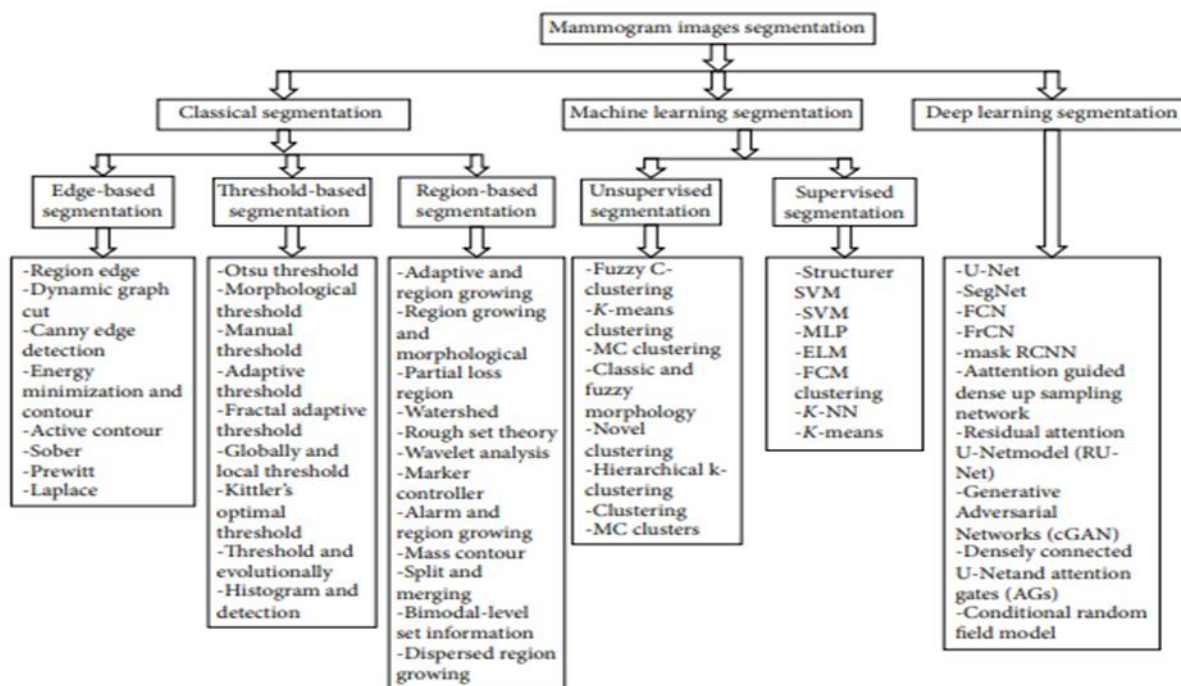 Mammogram images segmentation
Classical segmentation
Machine learning segmentation
Deep learning segmentation
Edge-based
segmentation
Threshold-based
segmentation
Region-based
segmentation
Unsupervised
segmentation
Supervised
segmentation
-Region edge
-Dynamic graph
cut
-Canny edge
detection
-Energy
minimization and
contour
-Active contour
-Sober
-Prewitt
-Laplace
-Otsu threshold
-Morphological
threshold
-Manual
threshold
-Adaptive
threshold
-Fractal adaptive
threshold
-Globally and
local threshold
-Kittler's
optimal
threshold
-Threshold and
evolutionally
-Histogram and
detection
-Adaptive and
region growing
-Region growing
and
morphological
-Partial loss
region
-Watershed
-Rough set theory
-Wavelet analysis
-Marker
controller
-Alarm and
region growing
-Mass contour
-Split and
merging
-Bimodal-level
set information
-Dispersed region
growing
-Fuzzy C-
clustering
-K-means
clustering
-MC clustering
-Classic and
fuzzy
morphology
-Novel
clustering
-Hierarchical k-
clustering
-Clustering
-MC clusters
-Structurer
SVM
-SVM
-MLP
-ELM
-FCM
clustering
-K-NN
-K-means
-U-Net
-SegNet
-FCN
-FrCN
-mask RCNN
-Aattention guided
dense up sampling
network
-Residual attention
U-Netmodel (RU-
Net)
-Generative
Adversarial
Networks (cGAN)
-Densely connected
U-Netand attention
gates (AGs)
-Conditional random
field model